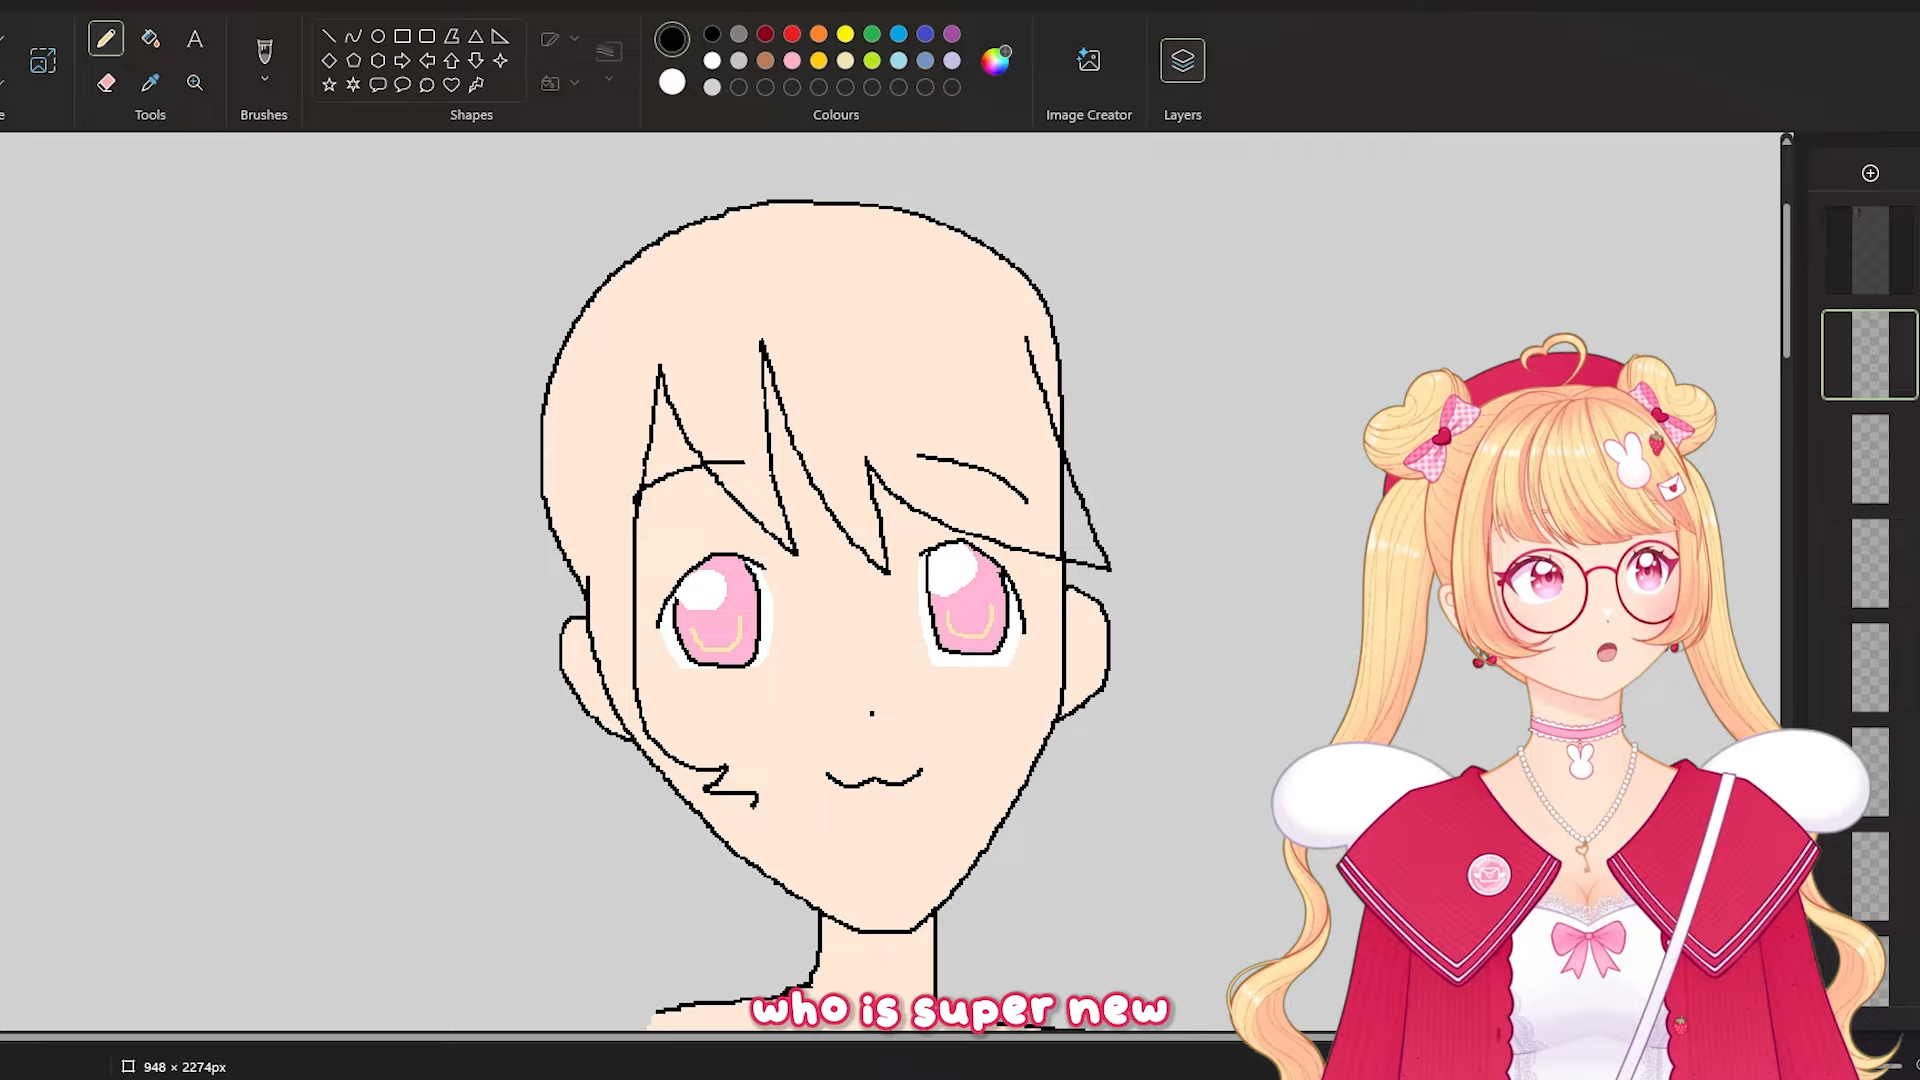 e
Tools
Brushes
Shapes
Colours
Image Creator
Layers
who is super new
948 × 2274px